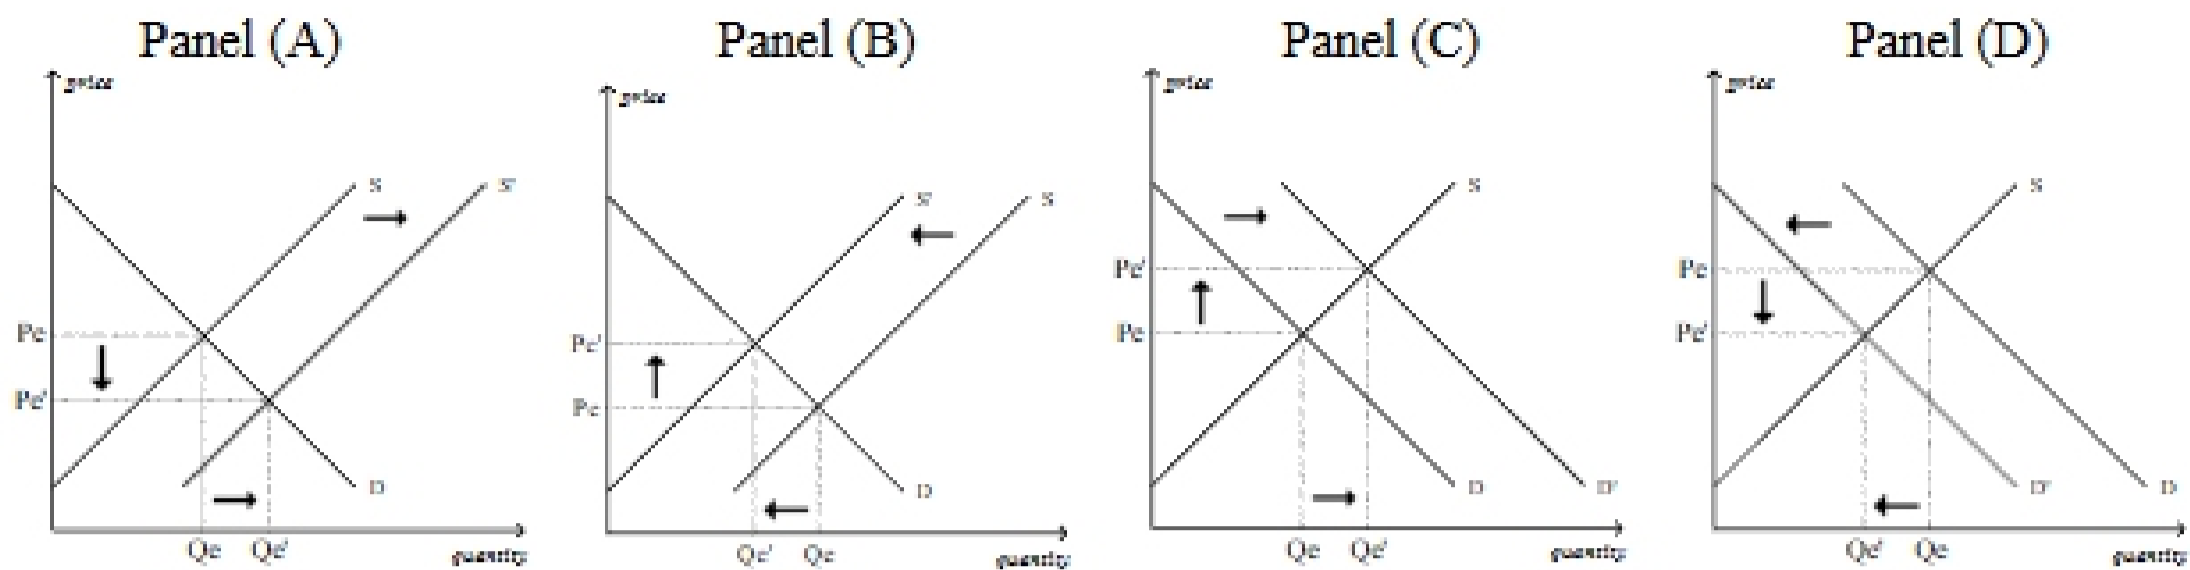 Panel (A)
price
S
S'
Pe
Pe'
D
Qe
Qe'
quantity
Panel (B)
price
S'
S
Pe'
Pe
D
Qe'
Qe
quantity
Panel (C)
price
S
Pe'
Pe
D
D'
Qe
Qe'
quantity
Panel (D)
price
S
Pe
Pe'
D'
D
Qe'
Qe
quantity